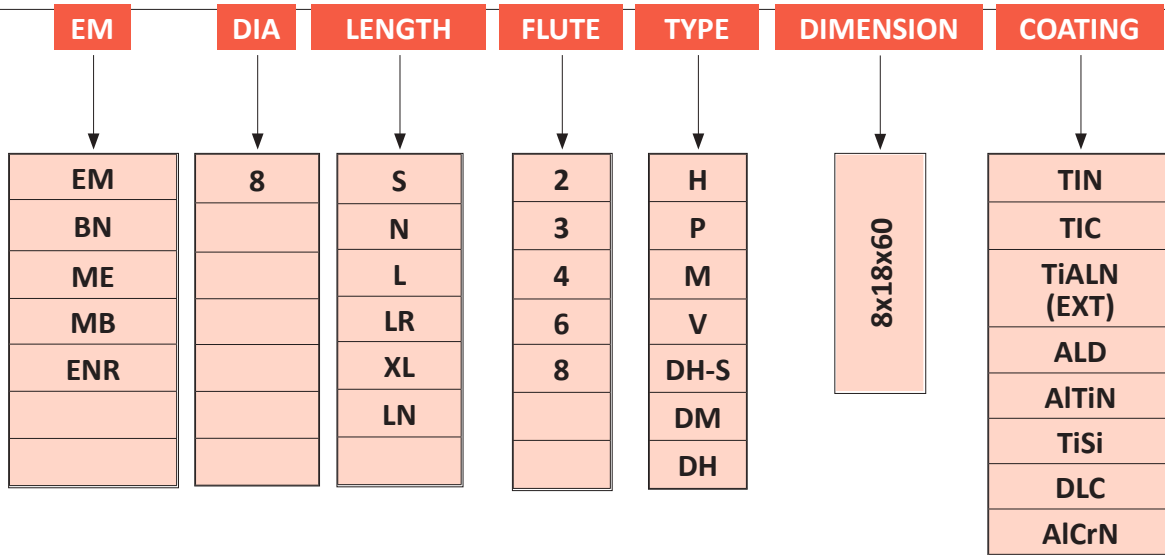 EM
DIA
LENGTH
FLUTE
TYPE
DIMENSION
COATING
EM
BN
ME
MB
ENR
8
S
N
L
LR
XL
LN
2
3
4
6
8
H
P
M
V
DH-S
DM
DH
8x18x60
TIN
TIC
TiALN
(EXT)
ALD
AlTiN
TiSi
DLC
AlCrN